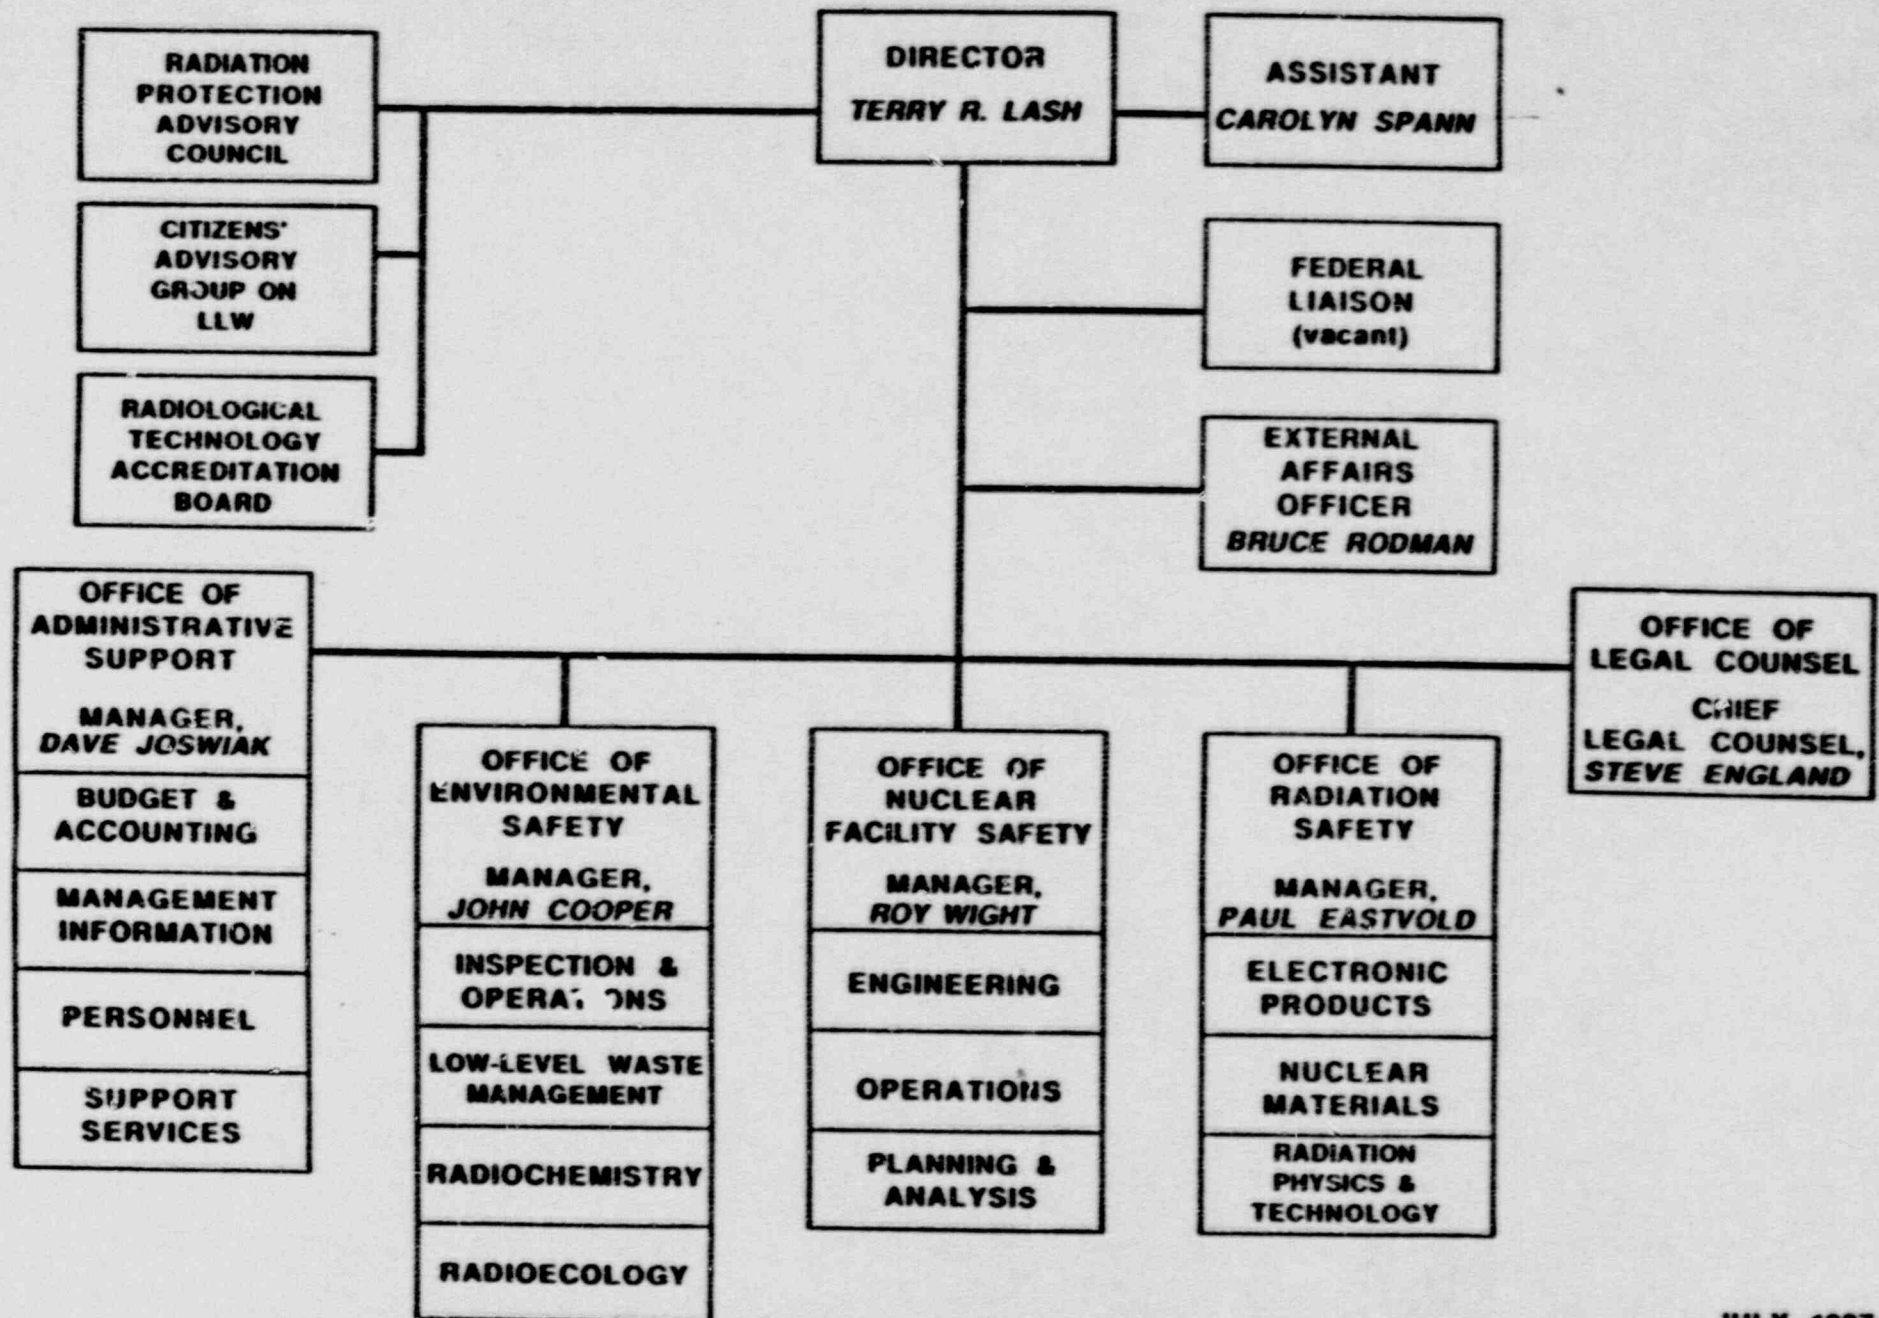 RADIATION
PROTECTION
ADVISORY
COUNCIL
DIRECTOR
TERRY R. LASH
ASSISTANT
CAROLYN SPANN
CITIZENS'
ADVISORY
GROUP ON
LLW
FEDERAL
LIAISON
(vacant)
RADIOLOGICAL
TECHNOLOGY
ACCREDITATION
BOARD
EXTERNAL
AFFAIRS
OFFICER
BRUCE RODMAN
OFFICE OF
ADMINISTRATIVE
SUPPORT
MANAGER,
DAVE JOSWIAK
BUDGET &
ACCOUNTING
MANAGEMENT
INFORMATION
PERSONNEL
SUPPORT
SERVICES
OFFICE OF
ENVIRONMENTAL
SAFETY
MANAGER,
JOHN COOPER
INSPECTION &
OPERATIONS
LOW-LEVEL WASTE
MANAGEMENT
RADIOCHEMISTRY
RADIOECOLOGY
OFFICE OF
NUCLEAR
FACILITY SAFETY
MANAGER,
ROY WIGHT
ENGINEERING
OPERATIONS
PLANNING &
ANALYSIS
OFFICE OF
RADIATION
SAFETY
MANAGER,
PAUL EASTVOLD
ELECTRONIC
PRODUCTS
NUCLEAR
MATERIALS
RADIATION
PHYSICS &
TECHNOLOGY
OFFICE OF
LEGAL COUNSEL
CHIEF
LEGAL COUNSEL,
STEVE ENGLAND